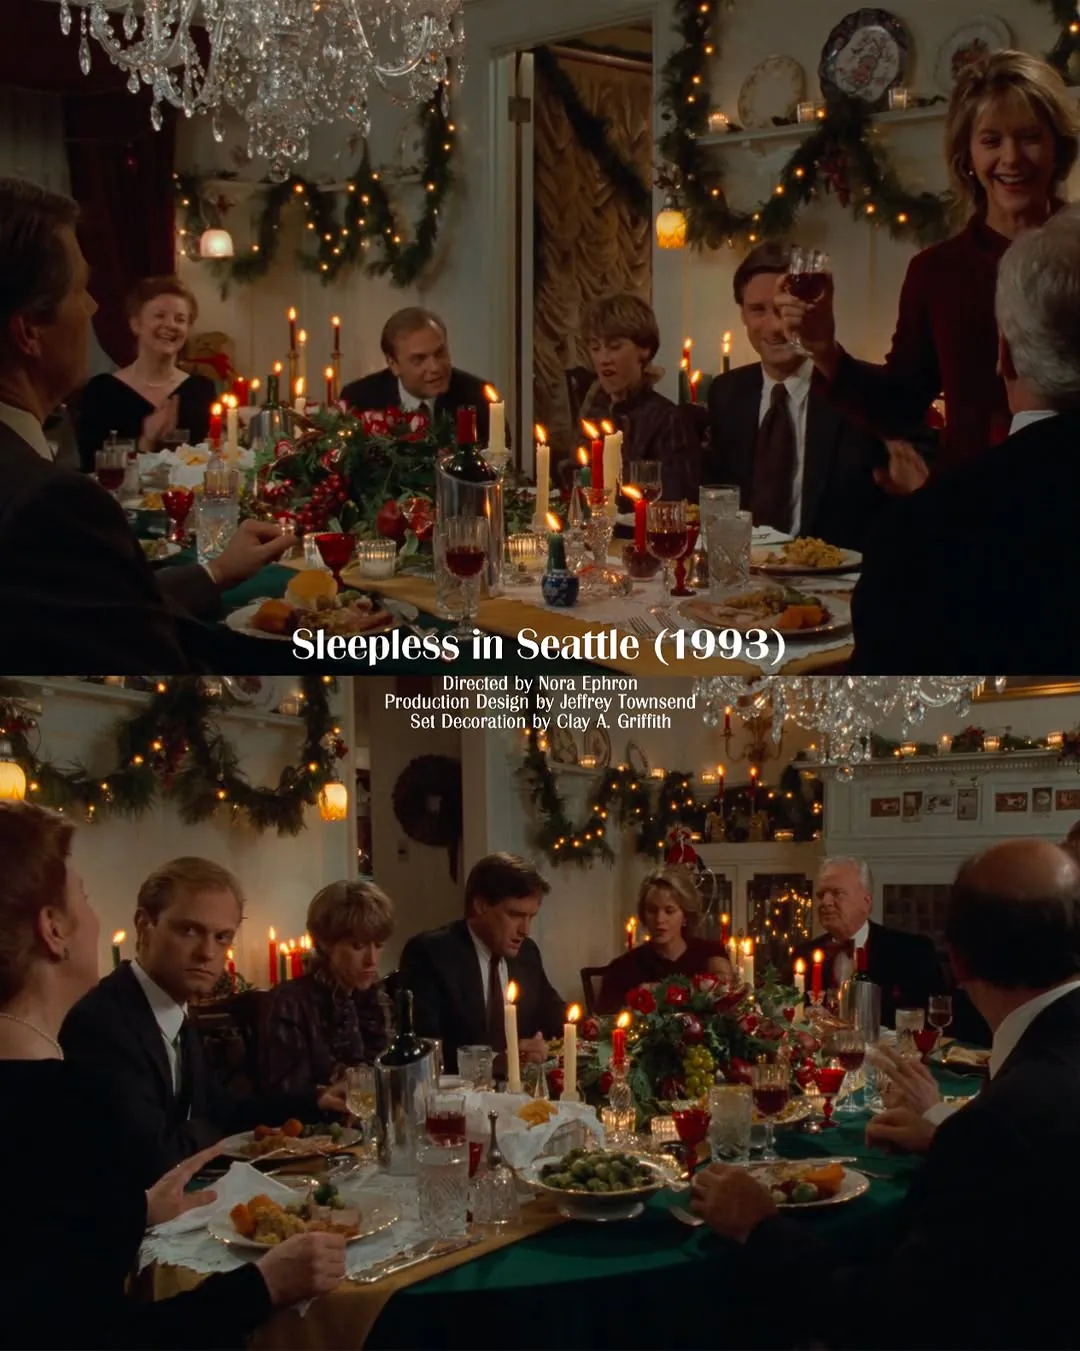 Sleepless in Seattle (1993)
Directed by Nora Ephron
Production Design by Jeffrey Townsend
Set Decoration by Clay A. Griffith